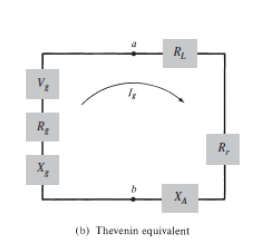 a
R_L
V_g
I_g
R_g
R_r
X_g
b
X_A
(b) Thevenin equivalent